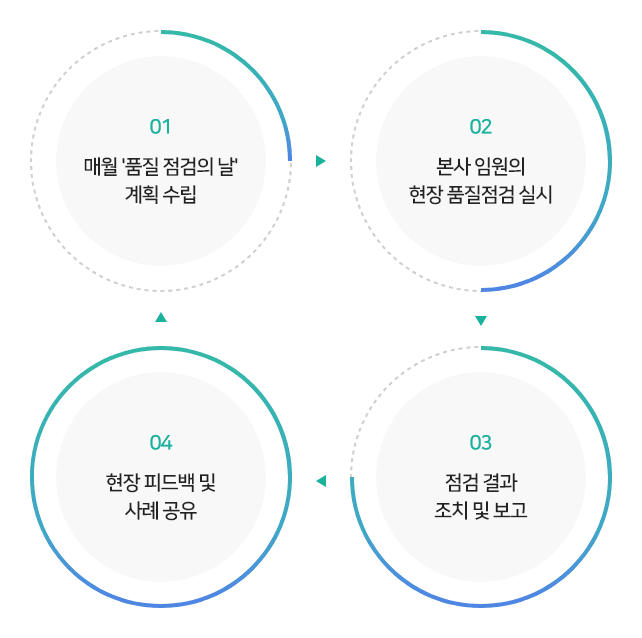 01
매월 '품질 점검의 날'
계획 수립
02
본사 임원의
현장 품질점검 실시
03
점검 결과
조치 및 보고
04
현장 피드백 및
사례 공유